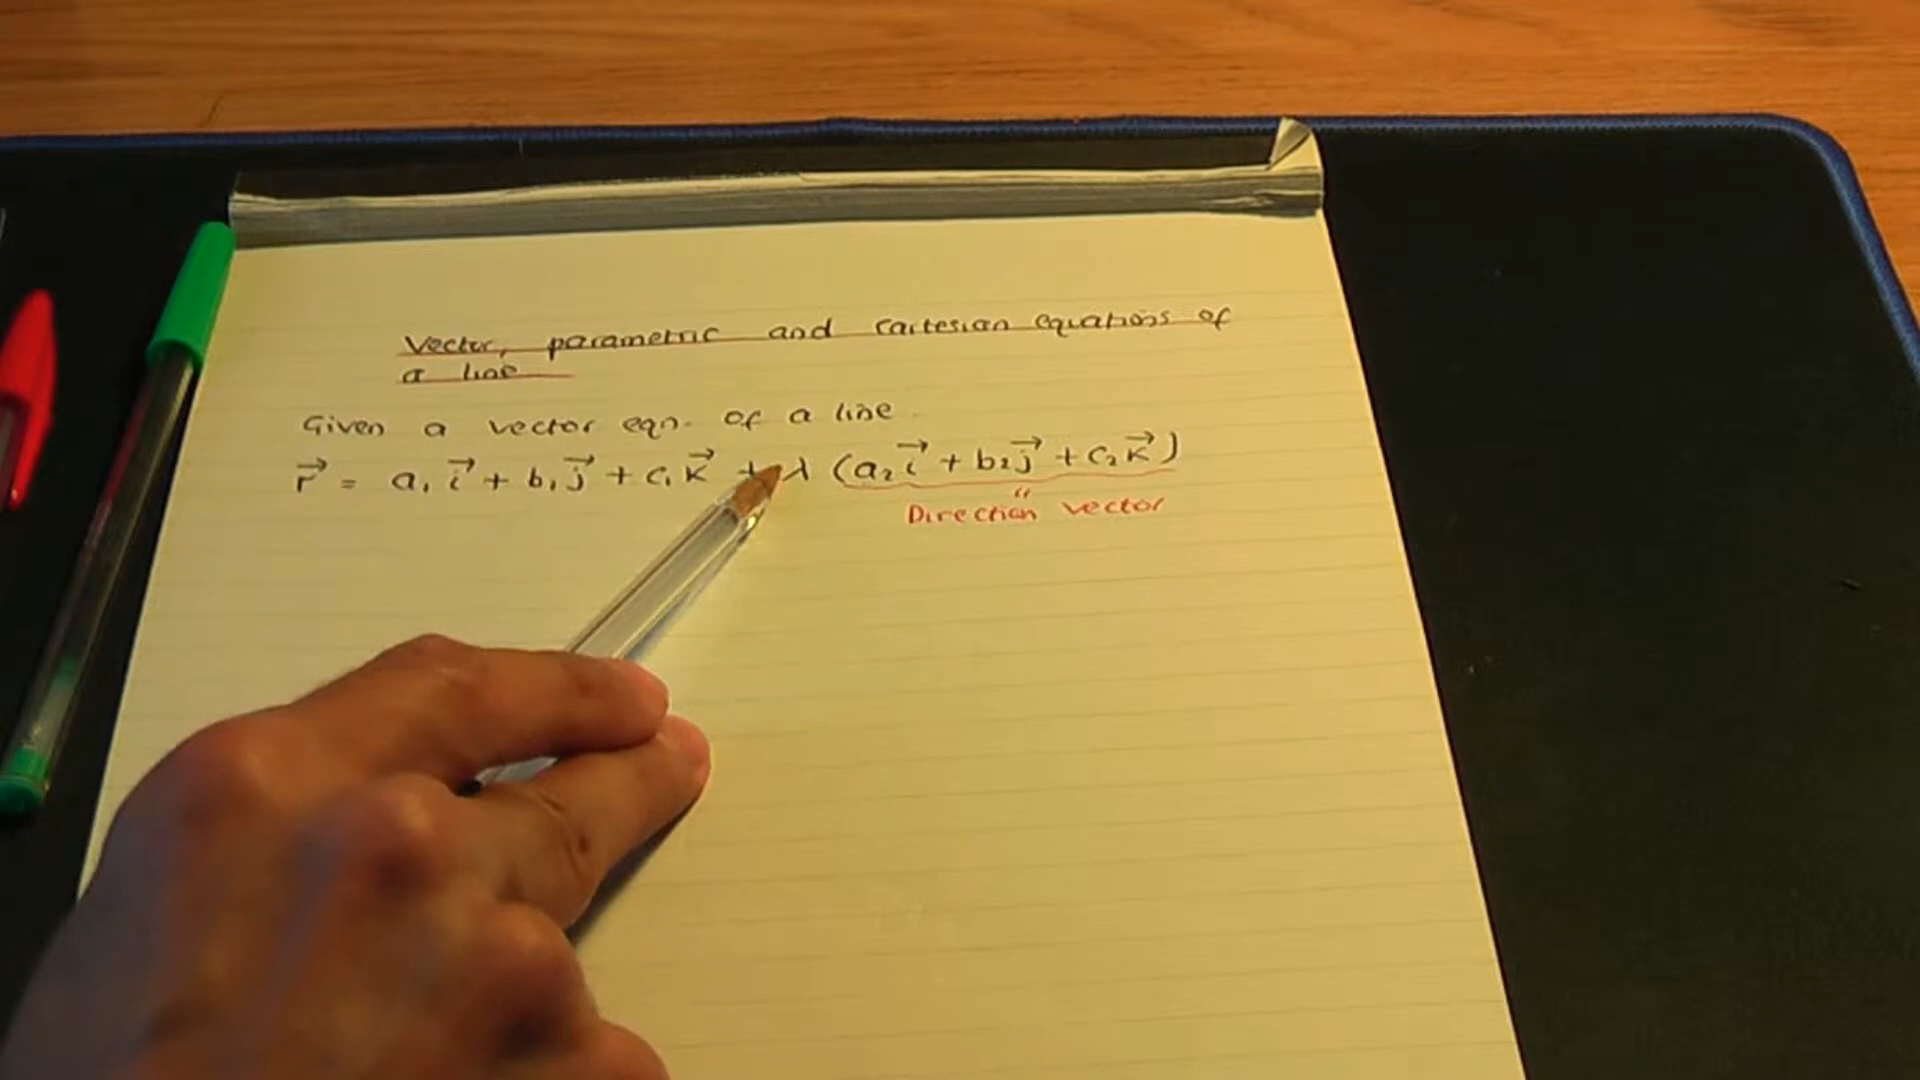 Vector, parametric and cartesian equations of
a line
Given a vector eqn. of a line.
r⃗ = a₁i⃗ + b₁j⃗ + c₁k⃗ + λ (a₂i⃗ + b₂j⃗ + c₂k⃗)
"
Direction vector